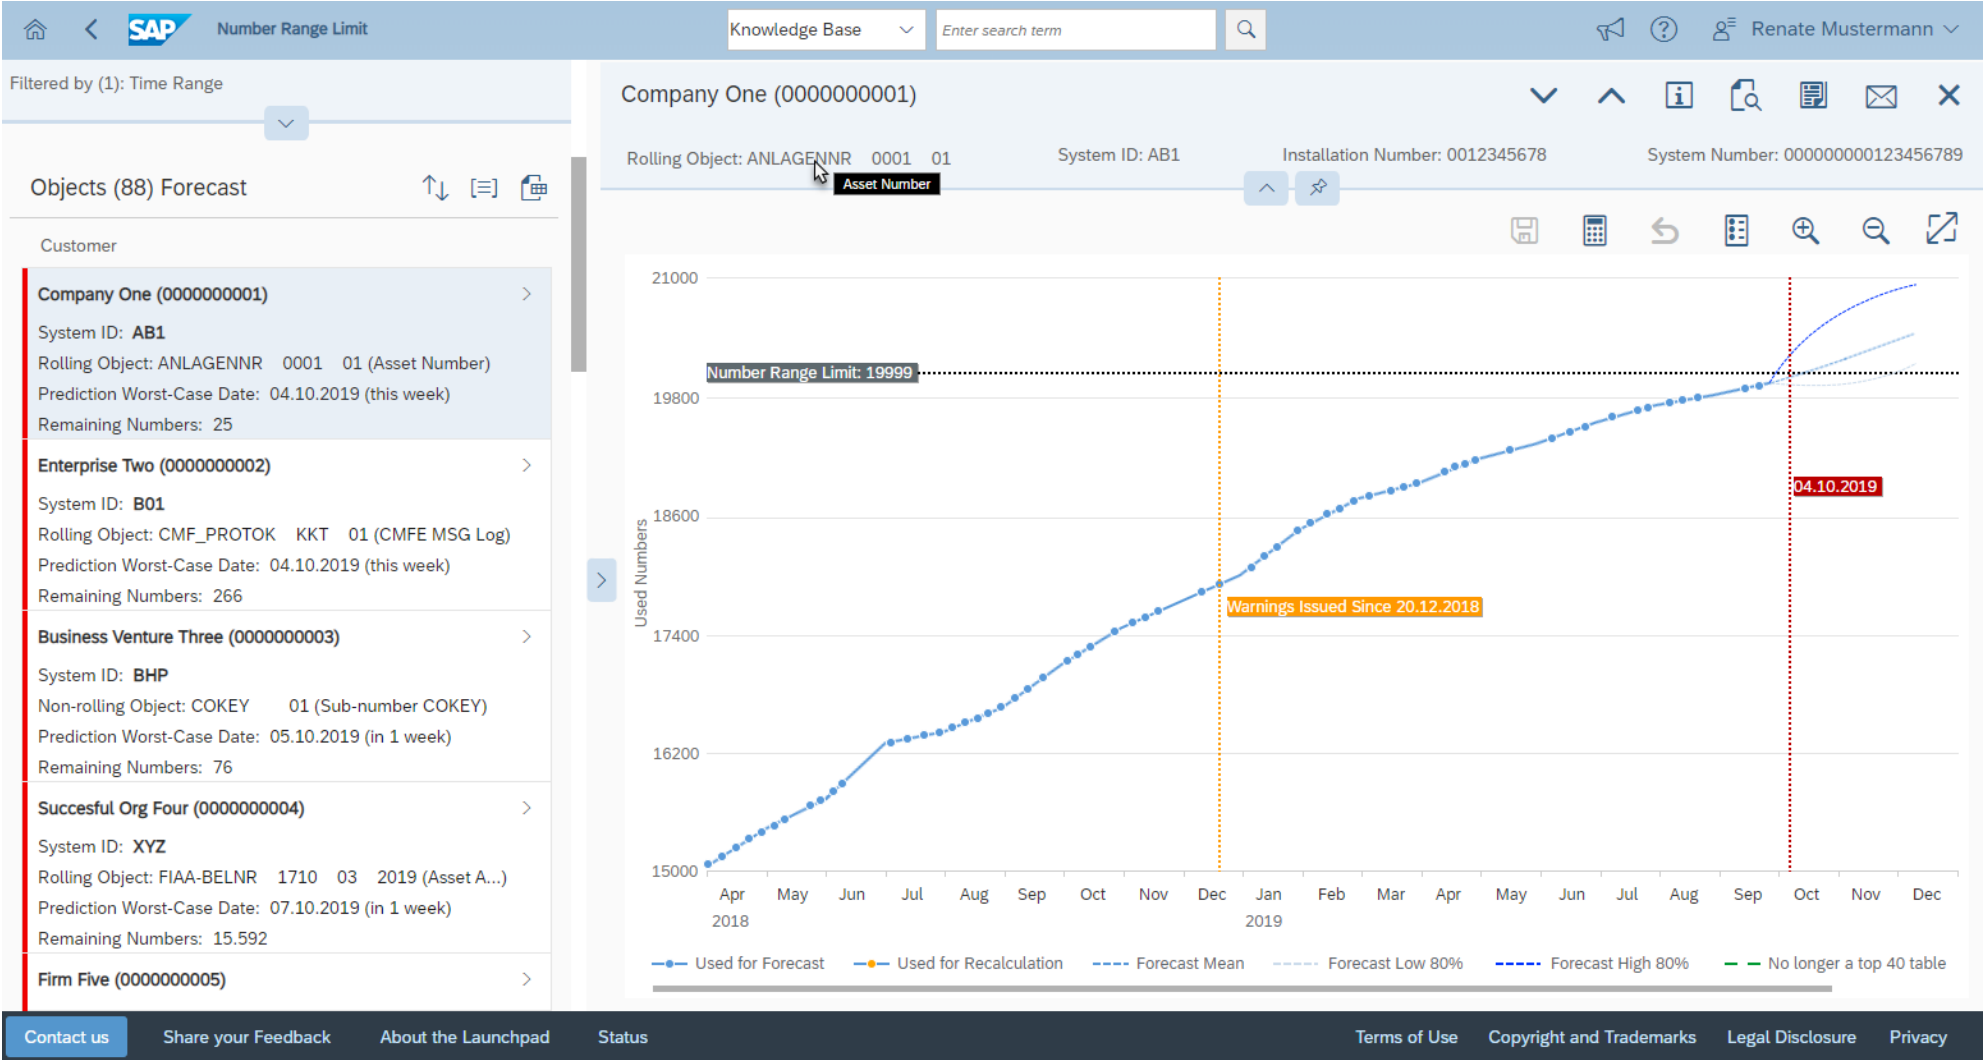 SAP Number Range Limit Knowledge Base Enter search term Renate Mustermann
Filtered by (1): Time Range
Objects (88) Forecast
Customer
Company One (0000000001)
System ID: AB1
Rolling Object: ANLAGENNR 0001 01 (Asset Number)
Prediction Worst-Case Date: 04.10.2019 (this week)
Remaining Numbers: 25
Enterprise Two (0000000002)
System ID: B01
Rolling Object: CMF_PROTOK KKT 01 (CMFE MSG Log)
Prediction Worst-Case Date: 04.10.2019 (this week)
Remaining Numbers: 266
Business Venture Three (0000000003)
System ID: BHP
Non-rolling Object: COKEY 01 (Sub-number COKEY)
Prediction Worst-Case Date: 05.10.2019 (in 1 week)
Remaining Numbers: 76
Succesful Org Four (0000000004)
System ID: XYZ
Rolling Object: FIAA-BELNR 1710 03 2019 (Asset A...)
Prediction Worst-Case Date: 07.10.2019 (in 1 week)
Remaining Numbers: 15.592
Firm Five (0000000005)
Company One (0000000001)
Rolling Object: ANLAGENNR 0001 01 System ID: AB1 Installation Number: 0012345678 System Number: 000000000123456789
Asset Number
21000
Number Range Limit: 19999
19800
04.10.2019
18600
Used Numbers
Warnings Issued Since 20.12.2018
17400
16200
15000
Apr May Jun Jul Aug Sep Oct Nov Dec Jan Feb Mar Apr May Jun Jul Aug Sep Oct Nov Dec
2018 2019
Used for Forecast Used for Recalculation Forecast Mean Forecast Low 80% Forecast High 80% No longer a top 40 table
Contact us Share your Feedback About the Launchpad Status Terms of Use Copyright and Trademarks Legal Disclosure Privacy